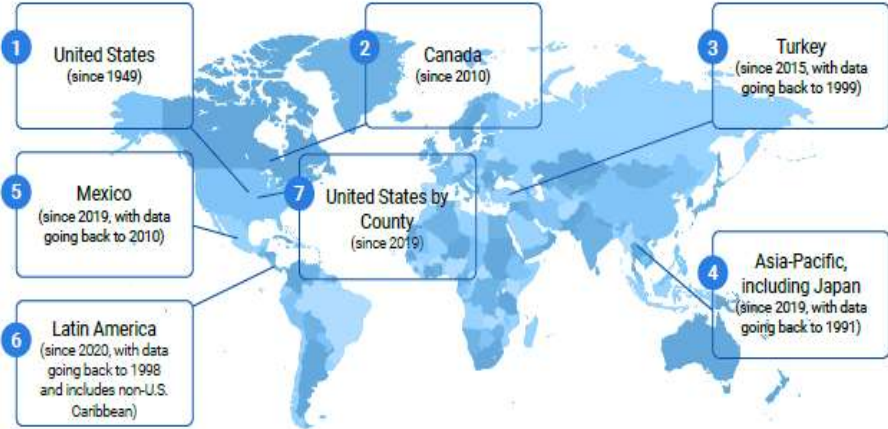 1
United States
(since 1949)
2
Canada
(since 2010)
3
Turkey
(since 2015, with data
going back to 1999)
5
Mexico
(since 2019, with data
going back to 2010)
7
United States by
County
(since 2019)
4
Asia-Pacific,
including Japan
(since 2019, with data
going back to 1991)
6
Latin America
(since 2020, with data
going back to 1998
and includes non-U.S.
Caribbean)